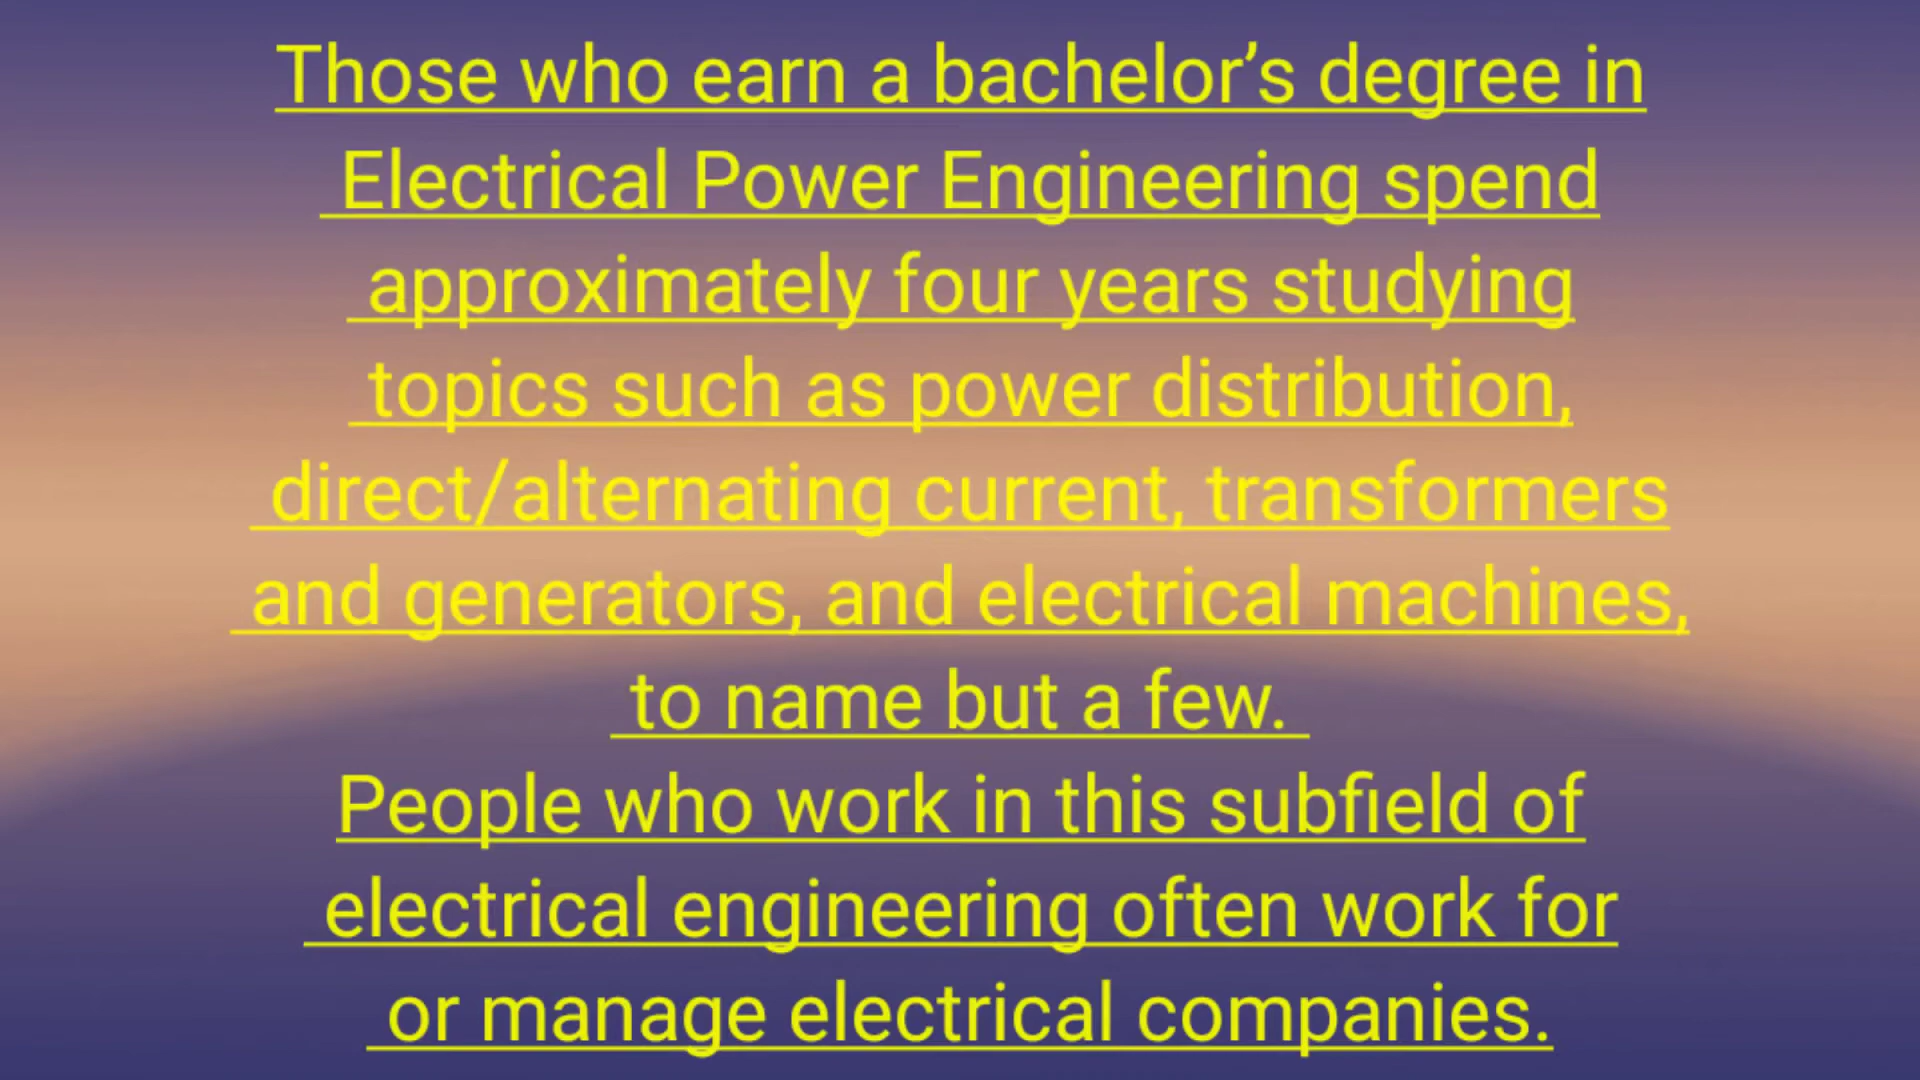 Those who earn a bachelor’s degree in
Electrical Power Engineering spend
approximately four years studying
topics such as power distribution,
direct/alternating current, transformers
and generators, and electrical machines,
to name but a few.
People who work in this subfield of
electrical engineering often work for
or manage electrical companies.